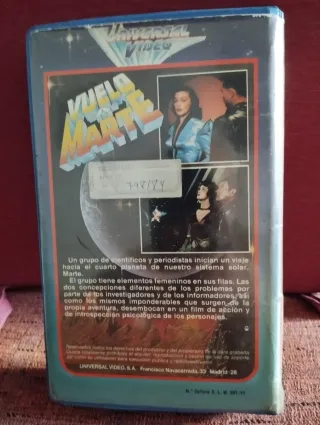 UNIVERSAL
VIDEO
VUELO
A
MARTE
Un grupo de científicos y periodistas inician un viaje
hacia el cuarto planeta de nuestro sistema solar,
Marte.
El grupo tiene elementos femeninos en sus filas. Las
dos concepciones diferentes de los problemas por
parte de los investigadores y de los informadores, así
como los mismos imponderables que surgen de la
propia aventura, desembocan en un film de acción y
de introspección psicológica de los personajes.
UNIVERSAL VIDEO, S.A. Francisco Navacerrada, 33 Madrid-28